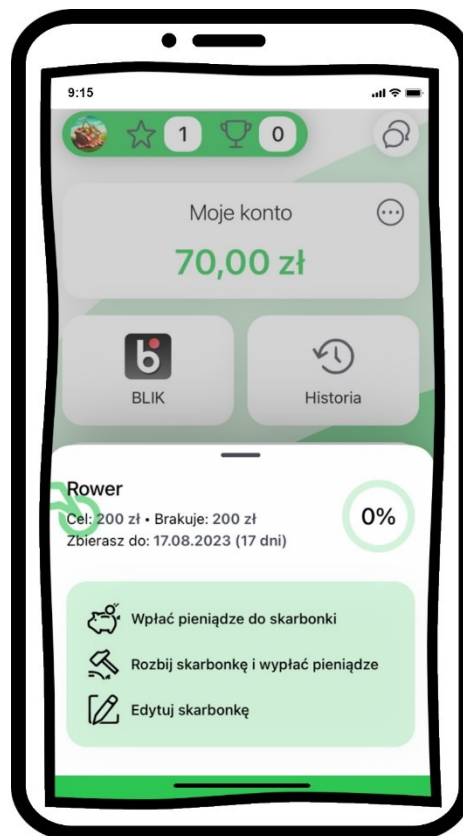 9:15
1 0
Moje konto
70,00 zł
BLIK Historia
Rower
Cel: 200 zł • Brakuje: 200 zł
Zbierasz do: 17.08.2023 (17 dni)
0%
Wpłać pieniądze do skarbonki
Rozbij skarbonkę i wypłać pieniądze
Edytuj skarbonkę